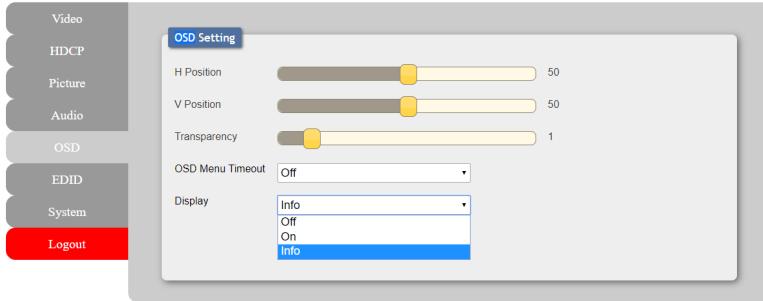 Video
HDCP
Picture
Audio
OSD
EDID
System
Logout
OSD Setting
H Position 50
V Position 50
Transparency 1
OSD Menu Timeout Off
Display Info
Off
On
Info